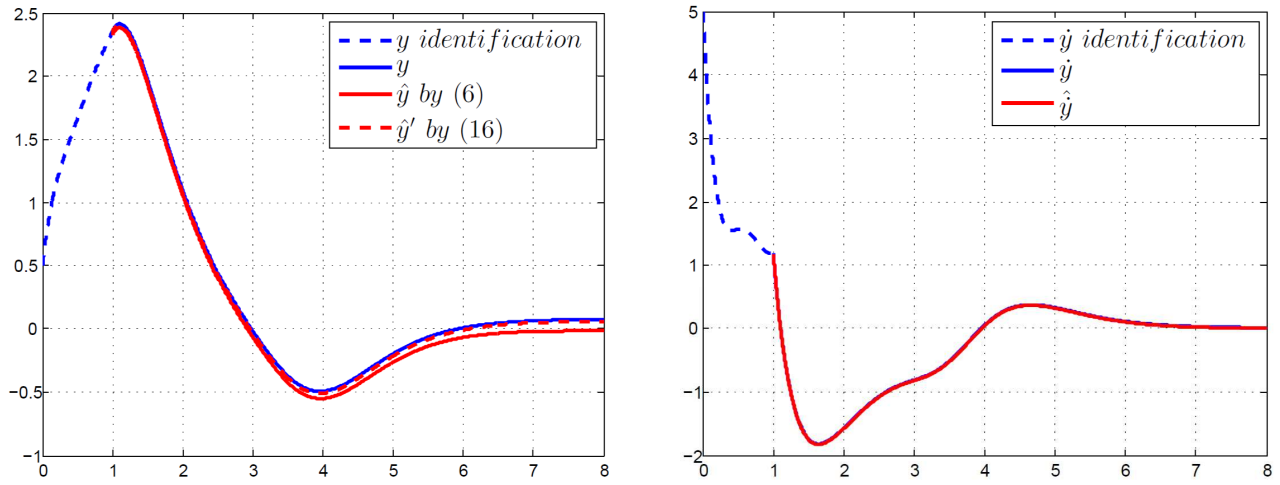 2.5
2
1.5
1
0.5
0
−0.5
−1
0 1 2 3 4 5 6 7 8
y identification
y
ŷ by (6)
ŷ′ by (16)
5
4
3
2
1
0
−1
−2
0 1 2 3 4 5 6 7 8
ẏ identification
ẏ
ẏ̂